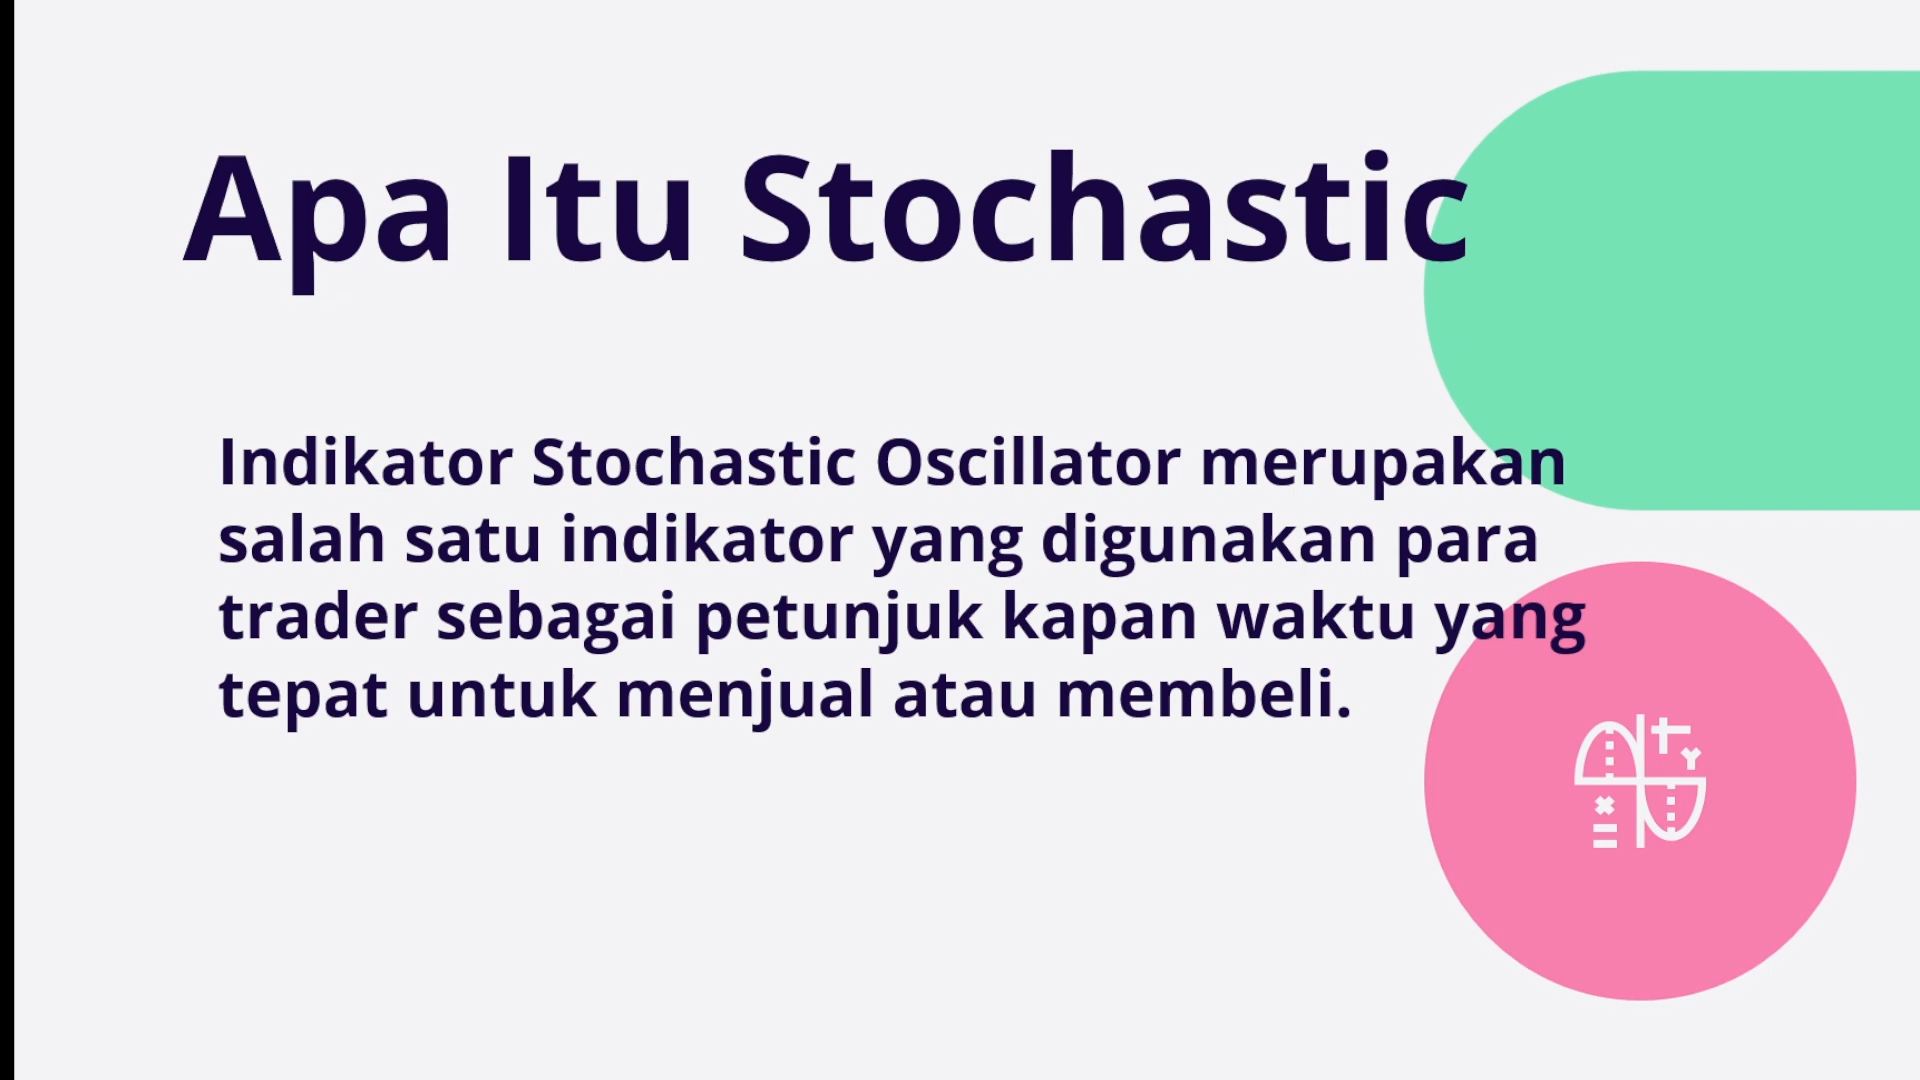 Apa Itu Stochastic
Indikator Stochastic Oscillator merupakan
salah satu indikator yang digunakan para
trader sebagai petunjuk kapan waktu yang
tepat untuk menjual atau membeli.